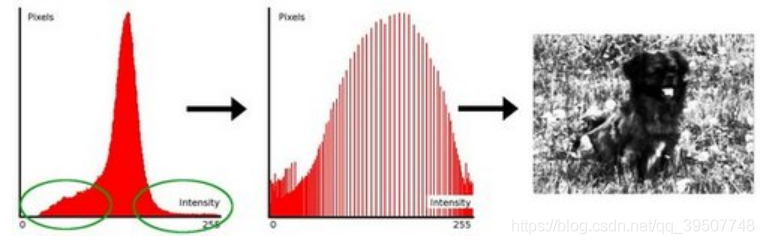 Pixels
Intensity
0
255
Pixels
Intensity
0
255
https://blog.csdn.net/qq_39507748